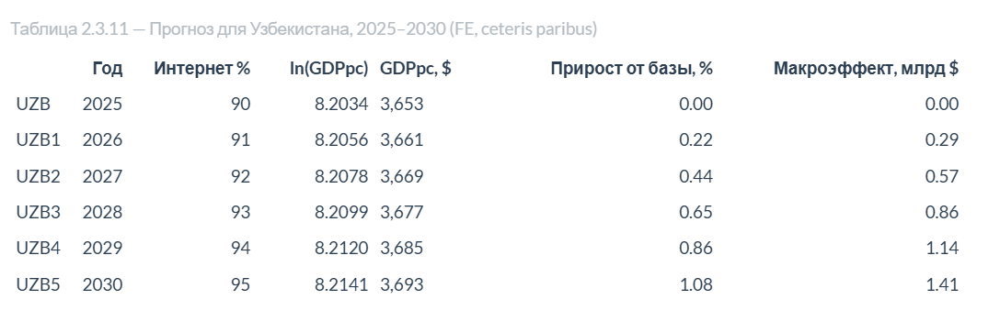 Таблица 2.3.11 — Прогноз для Узбекистана, 2025–2030 (FE, ceteris paribus)
Год Интернет % ln(GDPpc) GDPpc, $ Прирост от базы, % Макроэффект, млрд $
UZB 2025 90 8.2034 3,653 0.00 0.00
UZB1 2026 91 8.2056 3,661 0.22 0.29
UZB2 2027 92 8.2078 3,669 0.44 0.57
UZB3 2028 93 8.2099 3,677 0.65 0.86
UZB4 2029 94 8.2120 3,685 0.86 1.14
UZB5 2030 95 8.2141 3,693 1.08 1.41